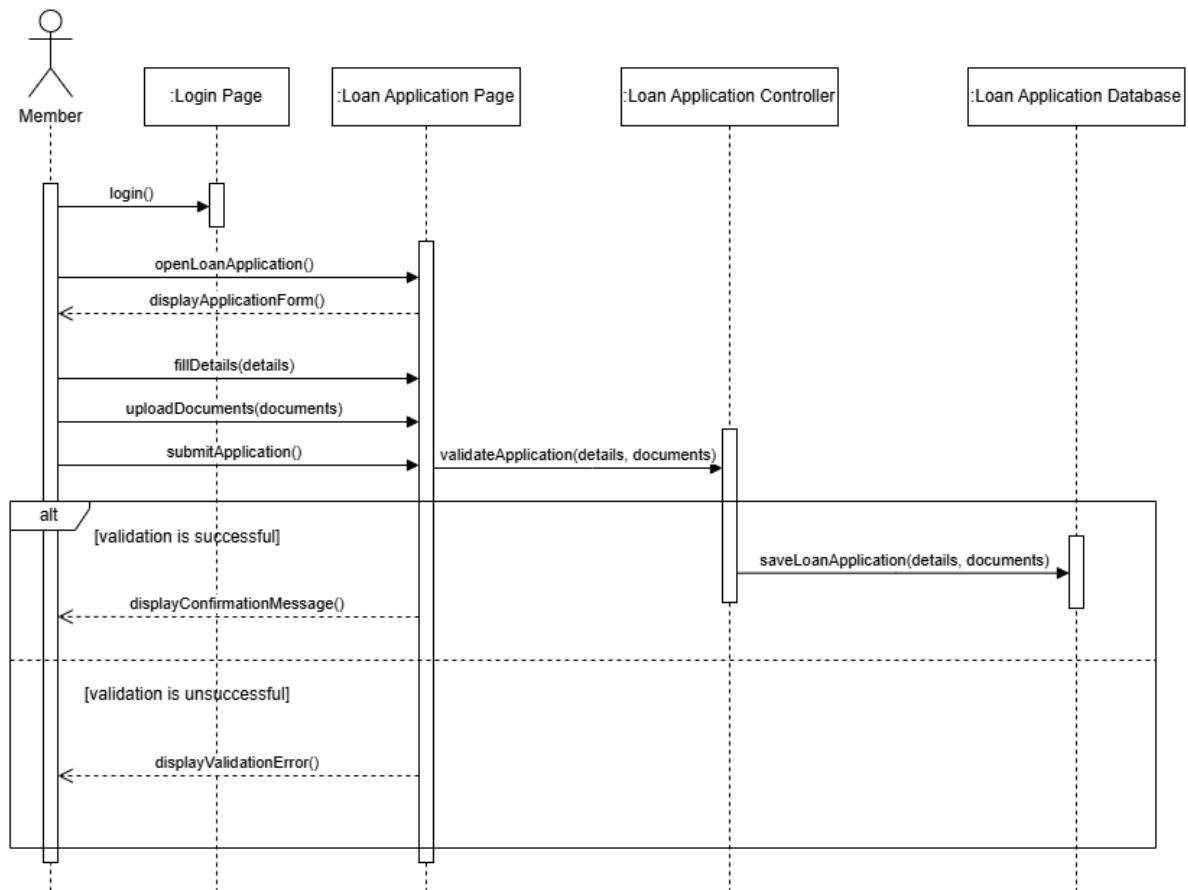 Member
:Login Page
:Loan Application Page
:Loan Application Controller
:Loan Application Database
login()
openLoanApplication()
displayApplicationForm()
fillDetails(details)
uploadDocuments(documents)
submitApplication()
validateApplication(details, documents)
alt
[validation is successful]
saveLoanApplication(details, documents)
displayConfirmationMessage()
[validation is unsuccessful]
displayValidationError()